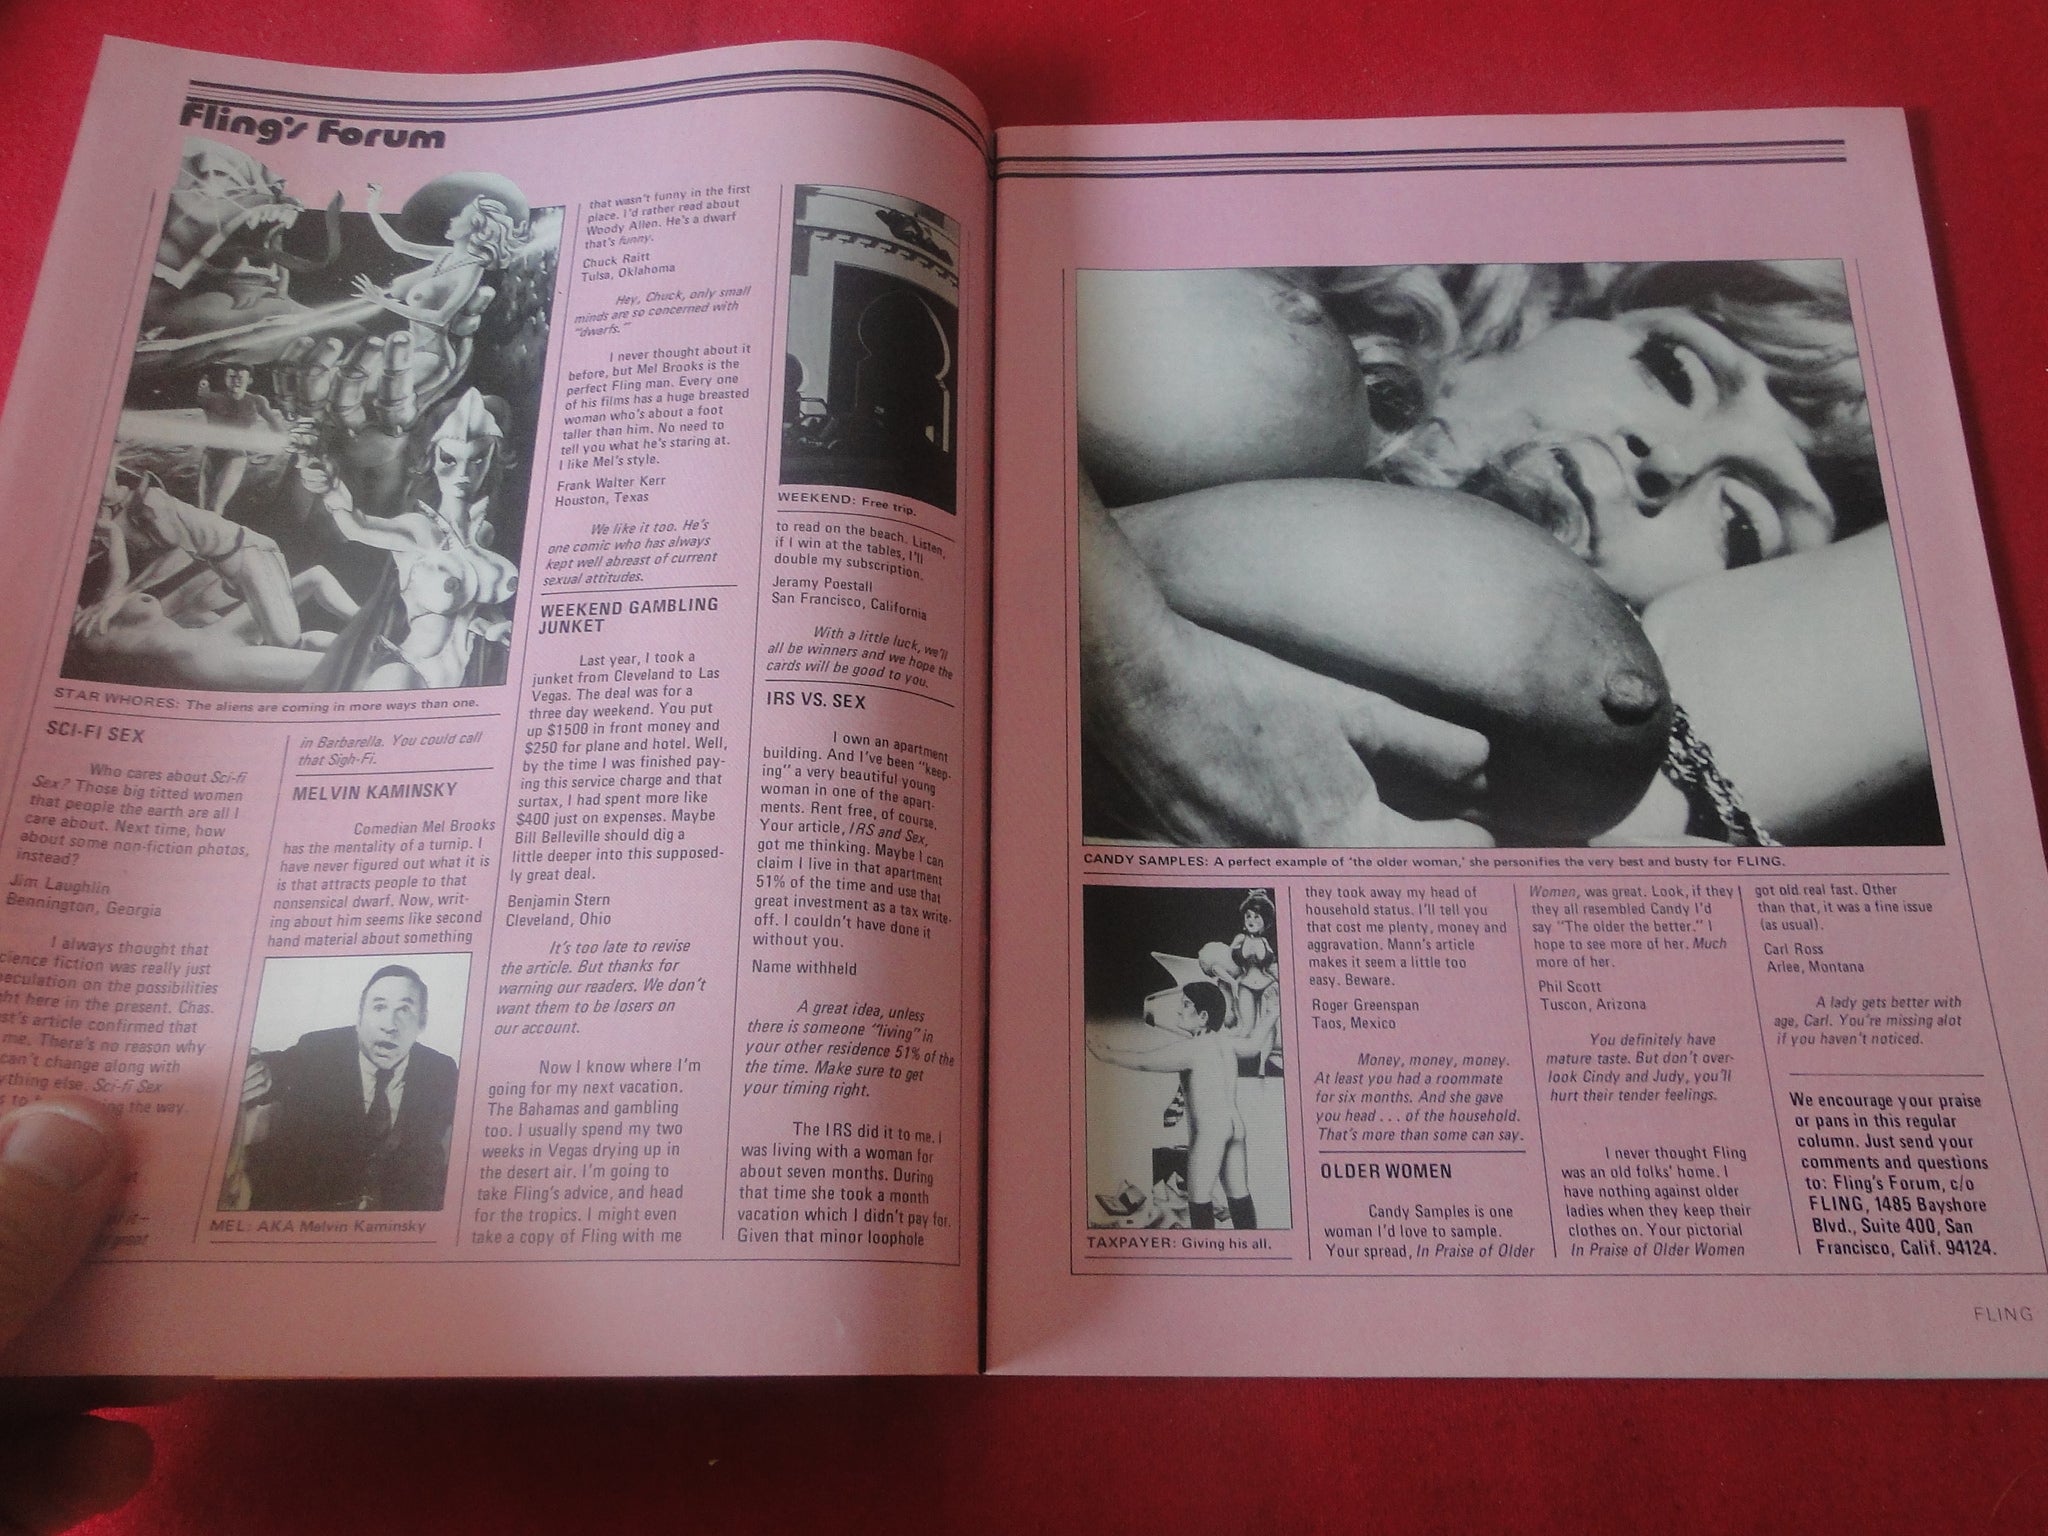 Fling's Forum
STAR WHORES: The aliens are coming in more ways than one.
SCI-FI SEX
Who cares about Sci-fi
Sex? Those big titted women
that people the earth are all I
care about. Next time, how
about some non-fiction photos,
instead?
Jim Laughlin
Bennington, Georgia
I always thought that
science fiction was really just
speculation on the possibilities
right here in the present. Chas.
article confirmed that
me. There's no reason why
can't change along with
everything else. Sci-fi Sex
the way.
great
in Barbarella. You could call
that Sigh-Fi.
MELVIN KAMINSKY
Comedian Mel Brooks
has the mentality of a turnip. I
have never figured out what it is
is that attracts people to that
nonsensical dwarf. Now, writ-
ing about him seems like second
hand material about something
MEL: AKA Melvin Kaminsky
that wasn't funny in the first
place. I'd rather read about
Woody Allen. He's a dwarf
that's funny.
Chuck Raitt
Tulsa, Oklahoma
Hey, Chuck, only small
minds are so concerned with
"dwarfs."
I never thought about it
before, but Mel Brooks is the
perfect Fling man. Every one
of his films has a huge breasted
woman who's about a foot
taller than him. No need to
tell you what he's staring at.
I like Mel's style.
Frank Walter Kerr
Houston, Texas
We like it too. He's
one comic who has always
kept well abreast of current
sexual attitudes.
WEEKEND GAMBLING
JUNKET
Last year, I took a
junket from Cleveland to Las
Vegas. The deal was for a
three day weekend. You put
up $1500 in front money and
$250 for plane and hotel. Well,
by the time I was finished pay-
ing this service charge and that
surtax, I had spent more like
$400 just on expenses. Maybe
Bill Belleville should dig a
little deeper into this supposed-
ly great deal.
Benjamin Stern
Cleveland, Ohio
It's too late to revise
the article. But thanks for
warning our readers. We don't
want them to be losers on
our account.
Now I know where I'm
going for my next vacation.
The Bahamas and gambling
too. I usually spend my two
weeks in Vegas drying up in
the desert air. I'm going to
take Fling's advice, and head
for the tropics. I might even
take a copy of Fling with me
WEEKEND: Free trip.
to read on the beach. Listen,
if I win at the tables, I'll
double my subscription.
Jeramy Poestall
San Francisco, California
With a little luck, we'll
all be winners and we hope the
cards will be good to you.
IRS VS. SEX
I own an apartment
building. And I've been "keep-
ing" a very beautiful young
woman in one of the apart-
ments. Rent free, of course.
Your article, IRS and Sex,
got me thinking. Maybe I can
claim I live in that apartment
51% of the time and use that
great investment as a tax write-
off. I couldn't have done it
without you.
Name withheld
A great idea, unless
there is someone "living" in
your other residence 51% of the
the time. Make sure to get
your timing right.
The IRS did it to me. I
was living with a woman for
about seven months. During
that time she took a month
vacation which I didn't pay for.
Given that minor loophole
CANDY SAMPLES: A perfect example of 'the older woman,' she personifies the very best and busty for FLING.
TAXPAYER: Giving his all.
they took away my head of
household status. I'll tell you
that cost me plenty, money and
aggravation. Mann's article
makes it seem a little too
easy. Beware.
Roger Greenspan
Taos, Mexico
Money, money, money.
At least you had a roommate
for six months. And she gave
you head . . . of the household.
That's more than some can say.
OLDER WOMEN
Candy Samples is one
woman I'd love to sample.
Your spread, In Praise of Older
Women, was great. Look, if they
they all resembled Candy I'd
say "The older the better." I
hope to see more of her. Much
more of her.
Phil Scott
Tuscon, Arizona
You definitely have
mature taste. But don't over-
look Cindy and Judy, you'll
hurt their tender feelings.
I never thought Fling
was an old folks' home. I
have nothing against older
ladies when they keep their
clothes on. Your pictorial
In Praise of Older Women
got old real fast. Other
than that, it was a fine issue
(as usual).
Carl Ross
Arlee, Montana
A lady gets better with
age, Carl. You're missing alot
if you haven't noticed.
We encourage your praise
or pans in this regular
column. Just send your
comments and questions
to: Fling's Forum, c/o
FLING, 1485 Bayshore
Blvd., Suite 400, San
Francisco, Calif. 94124.
FLING